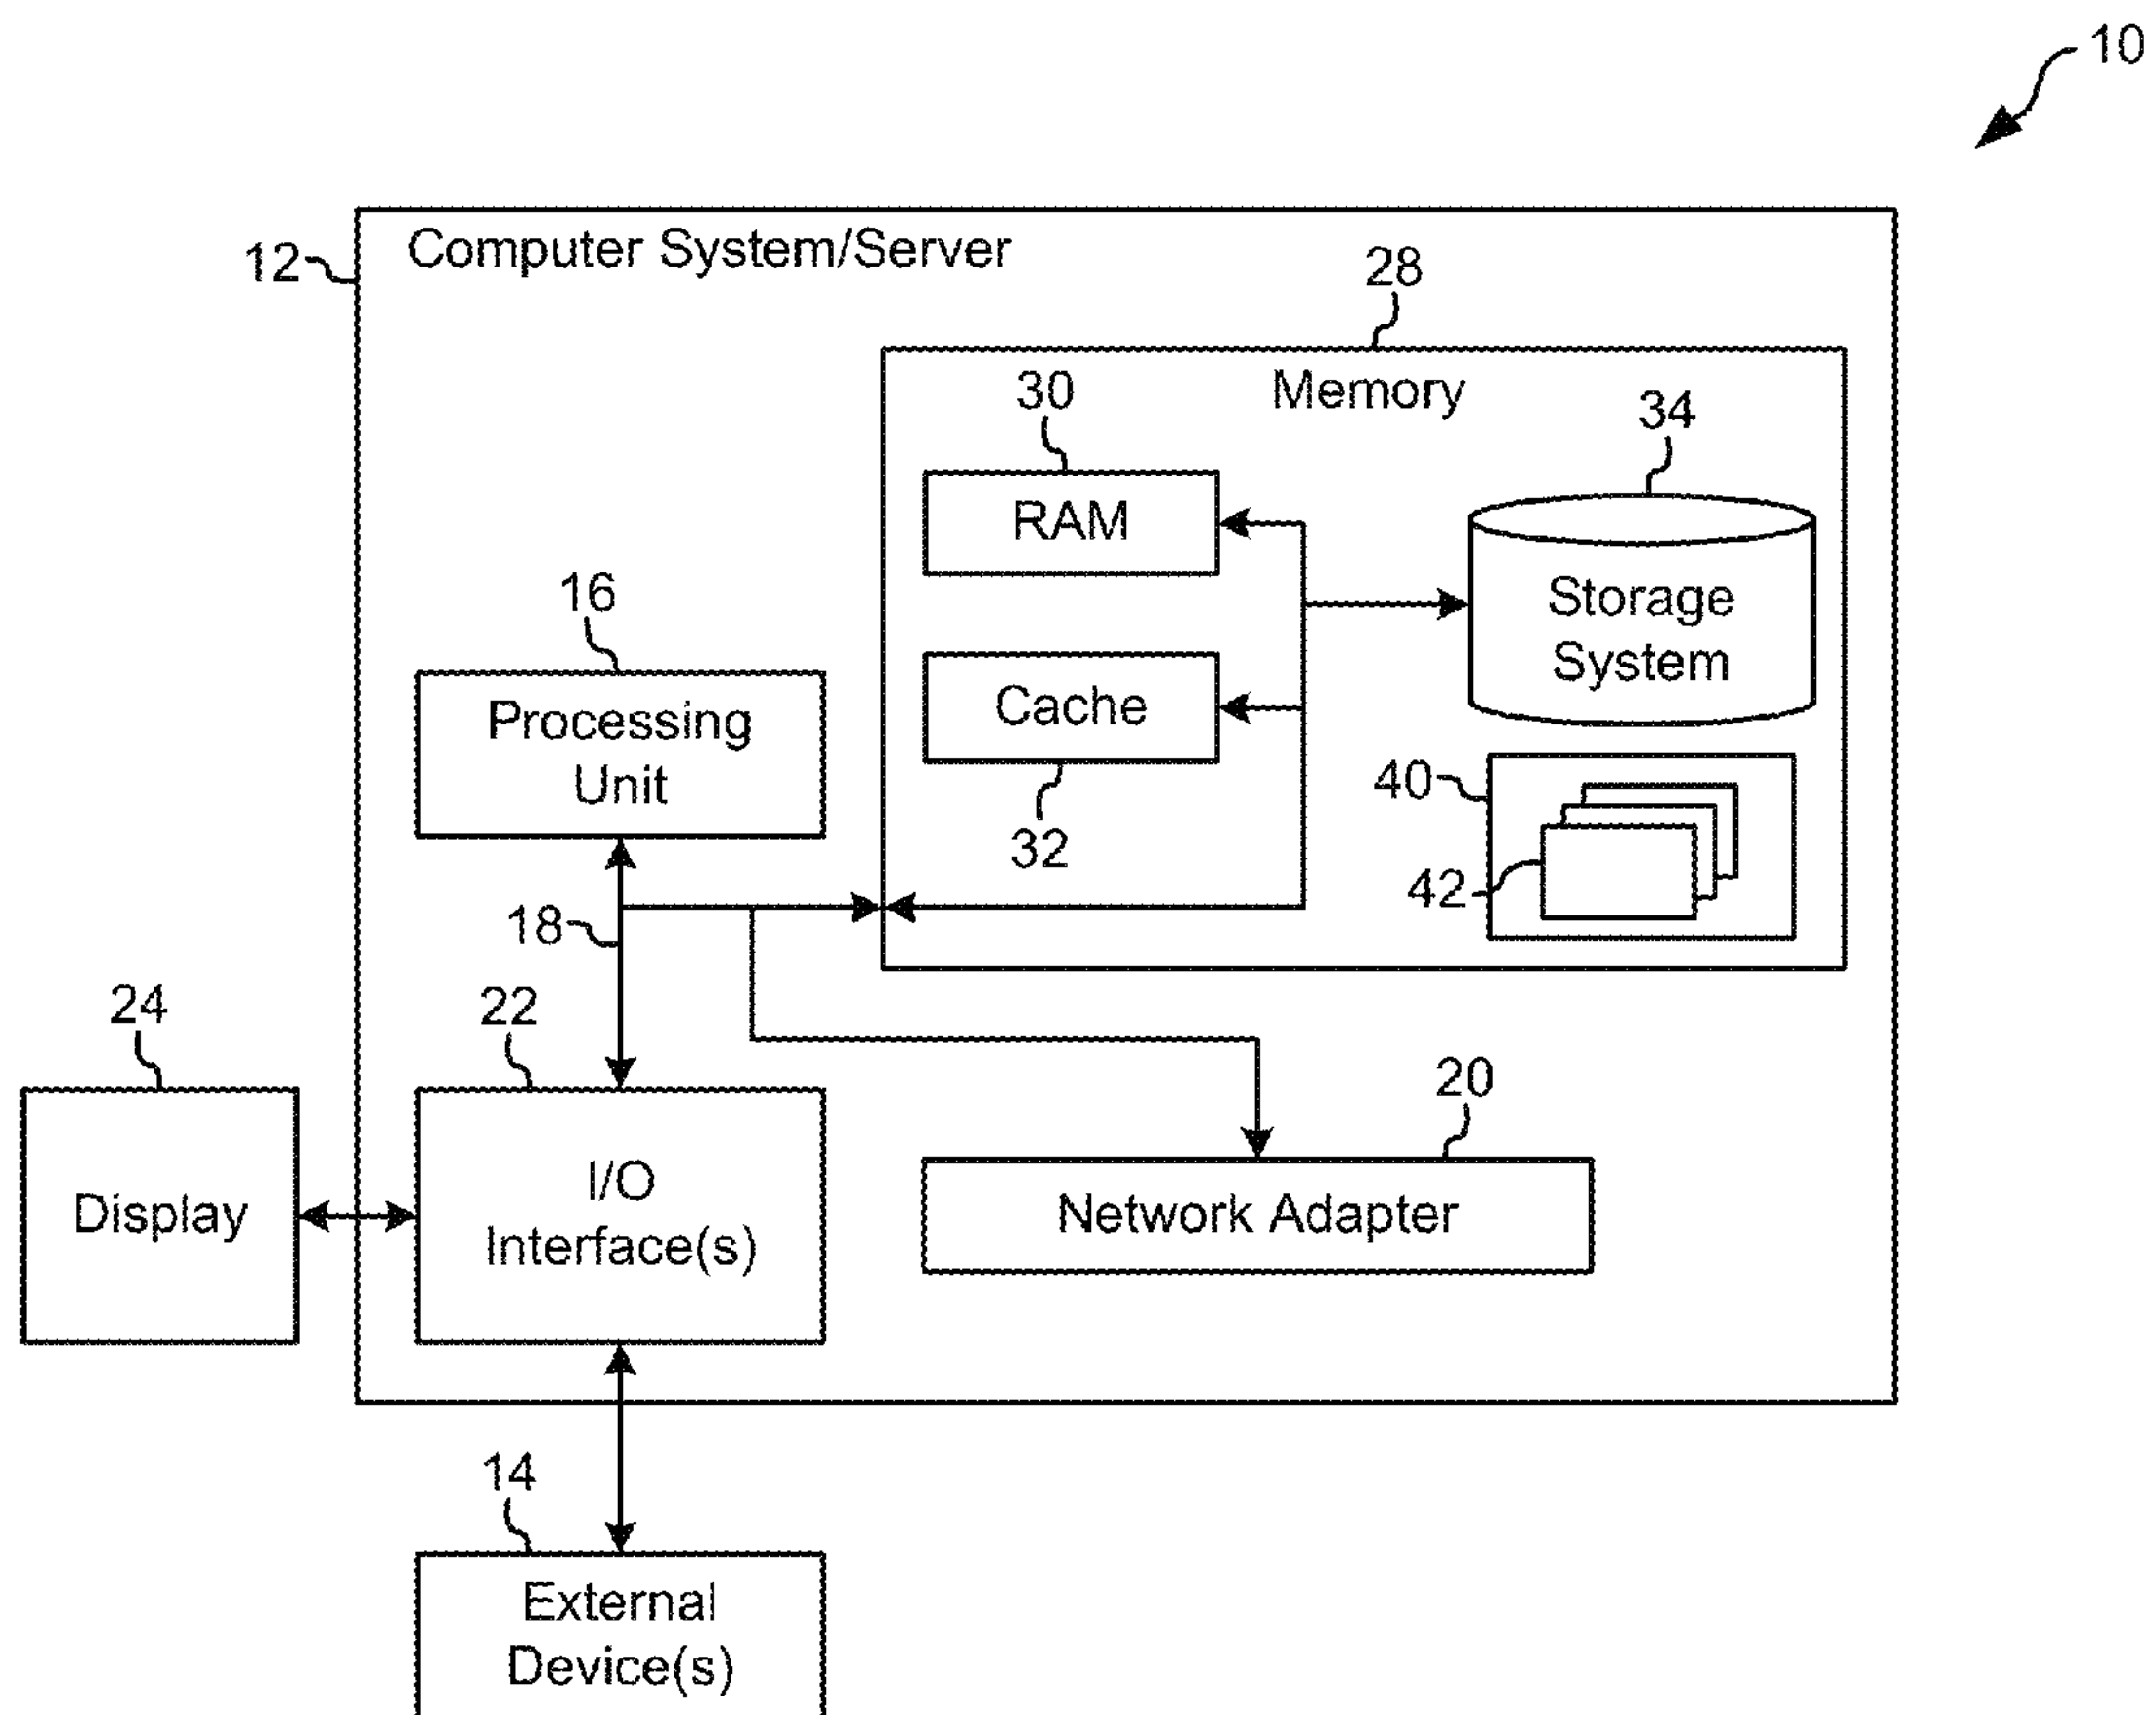 10
12
Computer System/Server
28
Memory
30
34
RAM
Storage
System
16
Processing
Unit
Cache
32
40
42
18
24
22
20
Display
I/O
Interface(s)
Network Adapter
14
External
Device(s)